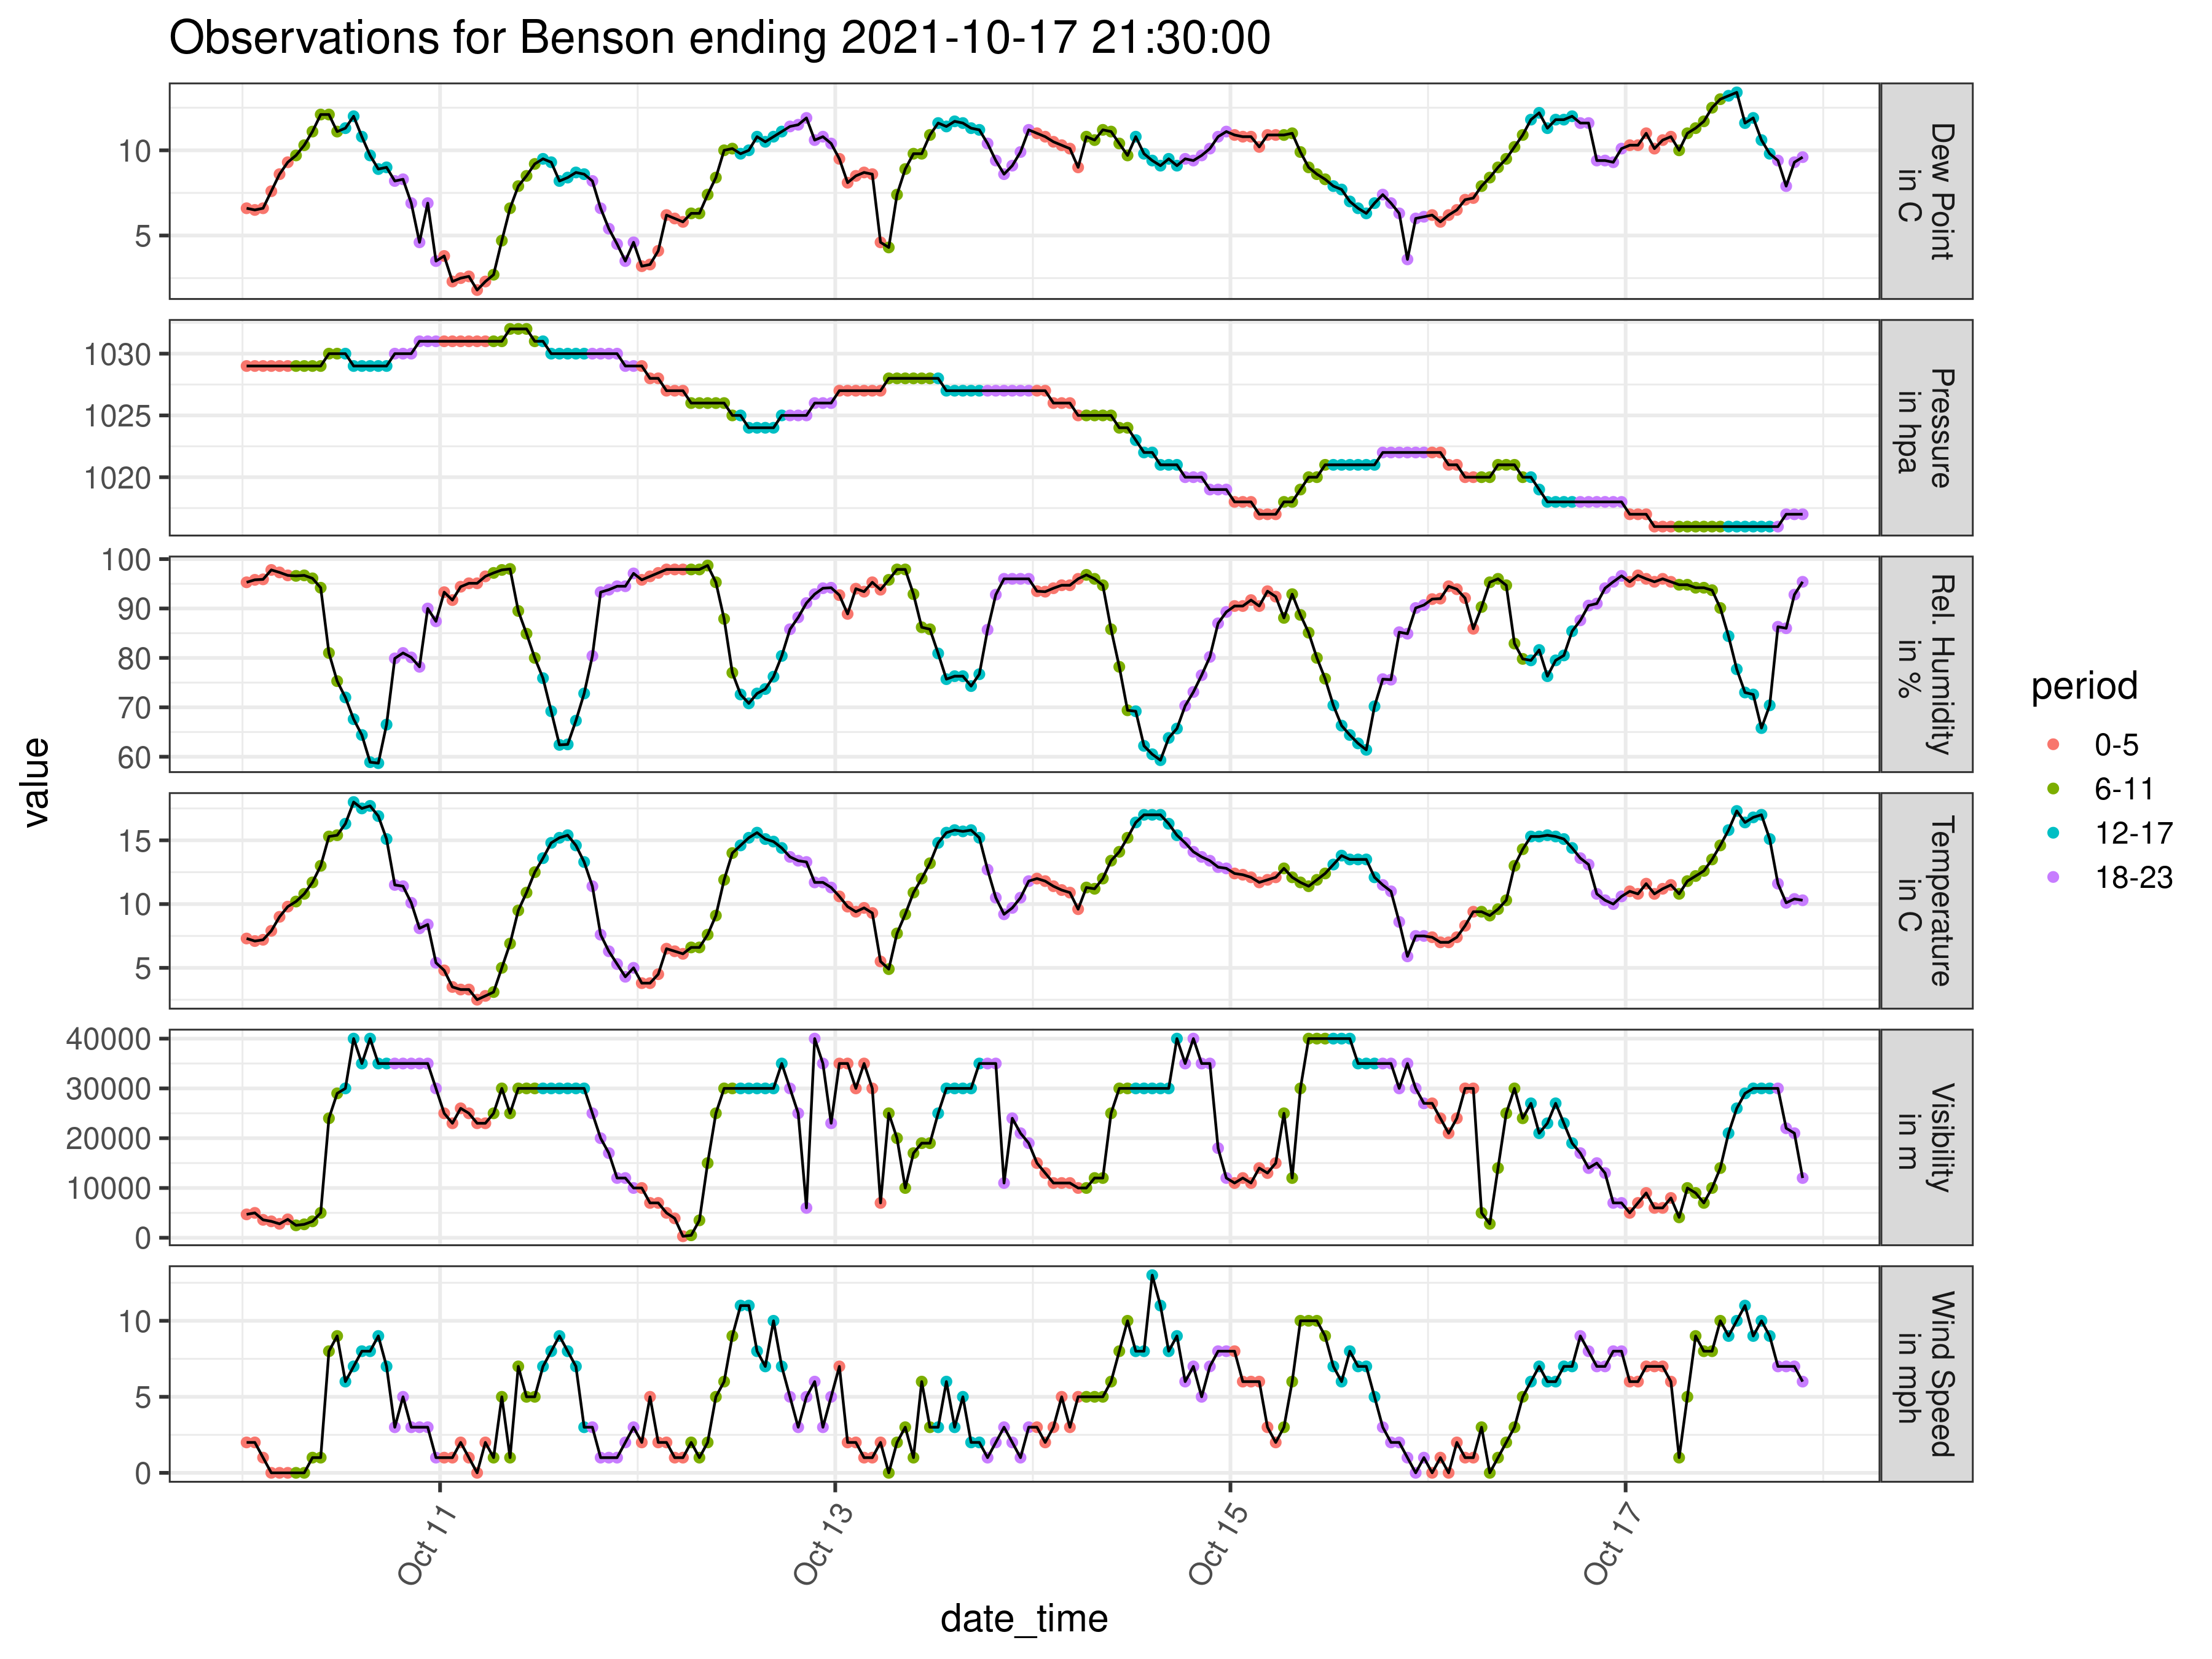 Observations for Benson ending 2021-10-17 21:30:00
value
10
5
Dew Point
in C
1030
1025
1020
Pressure
in hpa
100
90
80
70
60
Rel. Humidity
in %
15
10
5
Temperature
in C
40000
30000
20000
10000
0
Visibility
in m
10
5
0
Wind Speed
in mph
Oct 11
Oct 13
Oct 15
Oct 17
date_time
period
0-5
6-11
12-17
18-23